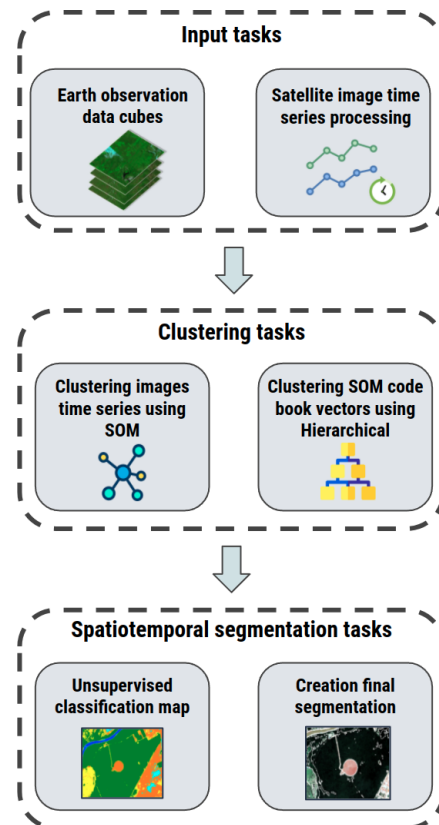 Input tasks
Earth observation
data cubes
Satellite image time
series processing
Clustering tasks
Clustering images
time series using
SOM
Clustering SOM code
book vectors using
Hierarchical
Spatiotemporal segmentation tasks
Unsupervised
classification map
Creation final
segmentation